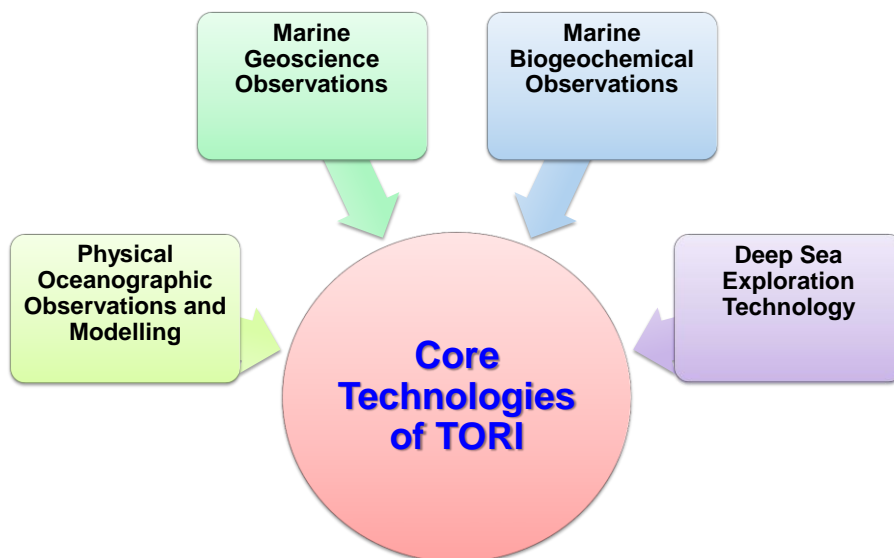 Marine
Geoscience
Observations
Marine
Biogeochemical
Observations
Physical
Oceanographic
Observations and
Modelling
Deep Sea
Exploration
Technology
Core
Technologies
of TORI